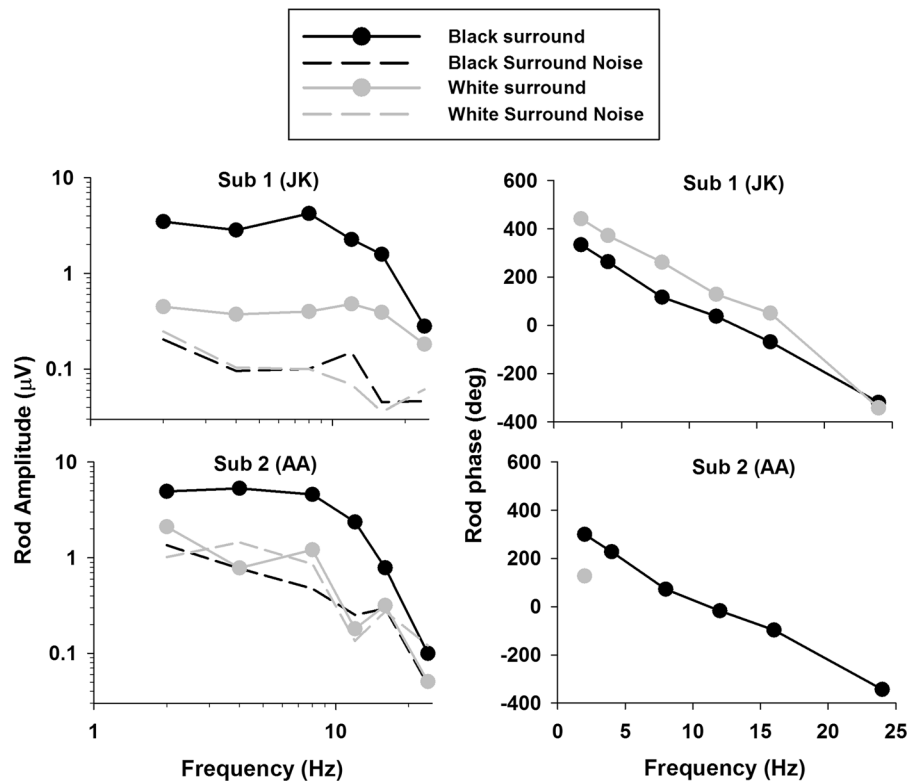 Black surround
Black Surround Noise
White surround
White Surround Noise
Sub 1 (JK)
10
1
0.1
Sub 1 (JK)
600
400
200
0
-200
-400
Sub 2 (AA)
10
1
0.1
1
10
Sub 2 (AA)
600
400
200
0
-200
-400
0
5
10
15
20
25
Rod Amplitude (μV)
Rod phase (deg)
Frequency (Hz)
Frequency (Hz)